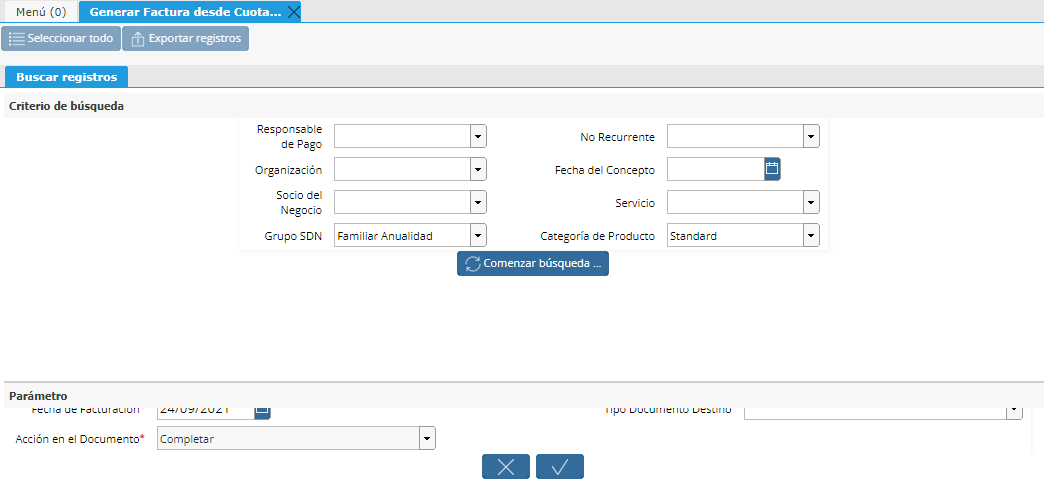 Menú (0)
Generar Factura desde Cuota...
Seleccionar todo
Exportar registros
Buscar registros
Criterio de búsqueda
Responsable
de Pago
No Recurrente
Organización
Fecha del Concepto
Socio del
Negocio
Servicio
Grupo SDN
Familiar Anualidad
Categoría de Producto
Standard
Comenzar búsqueda ...
Parámetro
Fecha de Facturación
24/09/2021
Tipo Documento Destino
Acción en el Documento*
Completar